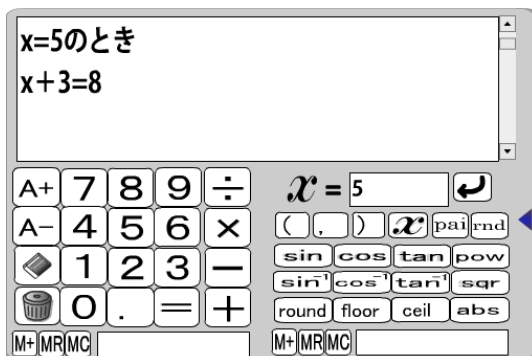 x=5のとき
x＋3=8
A+ 7 8 9 ÷
A− 4 5 6 ×
1 2 3 −
0 . = +
M+ MR MC
x = 5
( , ) x pai rnd
sin cos tan pow
sin⁻¹ cos⁻¹ tan⁻¹ sqr
round floor ceil abs
M+ MR MC